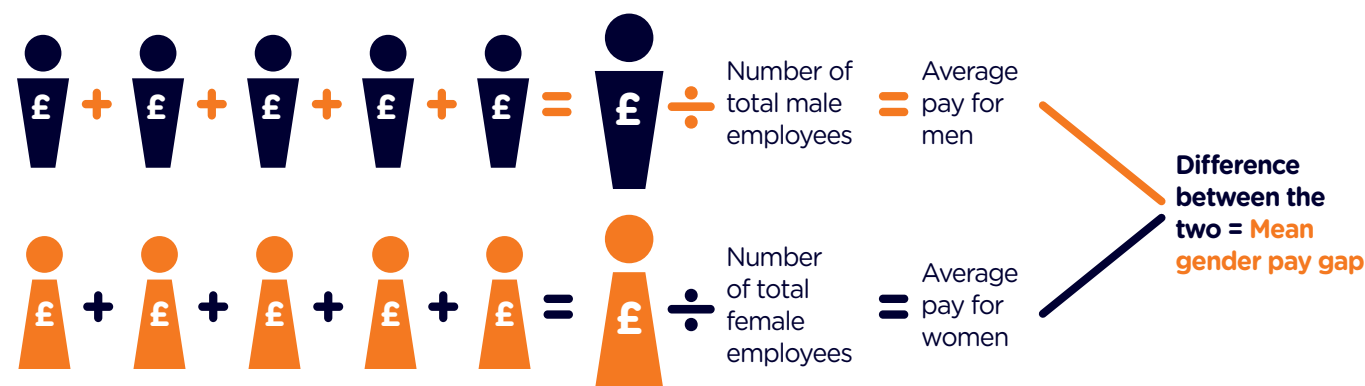 £ + £ + £ + £ + £ = £ ÷ Number of
total male
employees
= Average
pay for
men
£ + £ + £ + £ + £ = £ ÷ Number
of total
female
employees
= Average
pay for
women
Difference
between the
two = Mean
gender pay gap